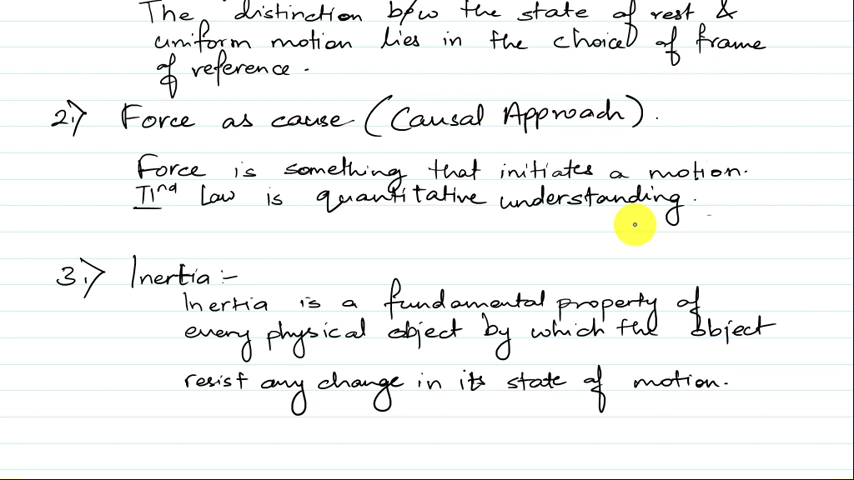 The distinction b/w the state of rest &
uniform motion lies in the choice of frame
of reference.
2.) Force as cause (Causal Approach).
Force is something that initiates a motion.
IInd Law is quantitative understanding.
3.) Inertia:-
Inertia is a fundamental property of
every physical object by which the object
resist any change in its state of motion.